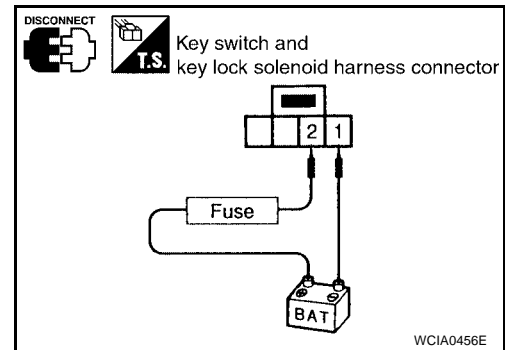 DISCONNECT
T.S.
Key switch and
key lock solenoid harness connector
2 1
Fuse
BAT
WCIA0456E